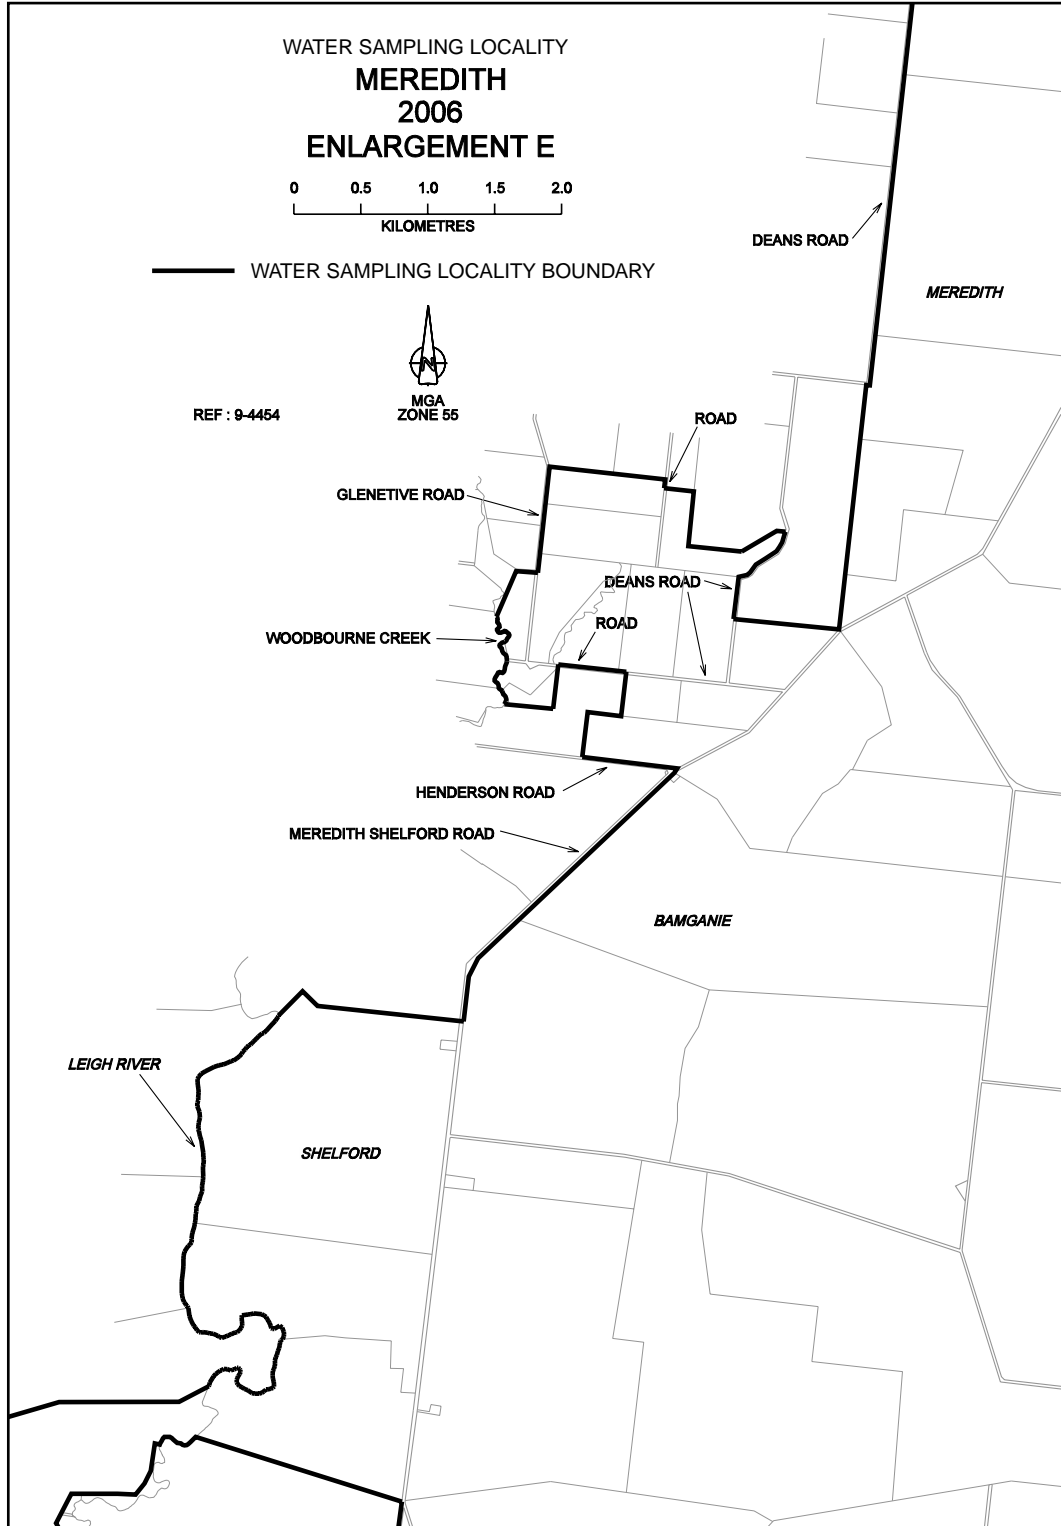 WATER SAMPLING LOCALITY
MEREDITH
2006
ENLARGEMENT E
0 0.5 1.0 1.5 2.0
KILOMETRES
WATER SAMPLING LOCALITY BOUNDARY
N
MGA
ZONE 55
REF : 9-4454
DEANS ROAD
MEREDITH
ROAD
GLENETIVE ROAD
DEANS ROAD
ROAD
WOODBOURNE CREEK
HENDERSON ROAD
MEREDITH SHELFORD ROAD
BAMGANIE
LEIGH RIVER
SHELFORD